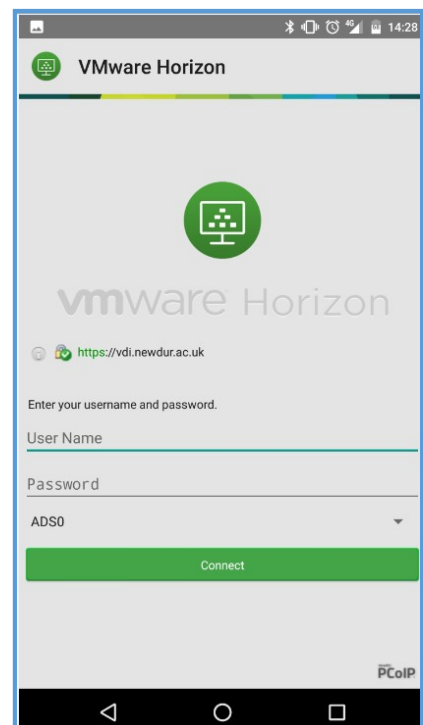 4G 14:28
VMware Horizon
vmware Horizon
https://vdi.newdur.ac.uk
Enter your username and password.
User Name
Password
ADS0
Connect
PCoIP